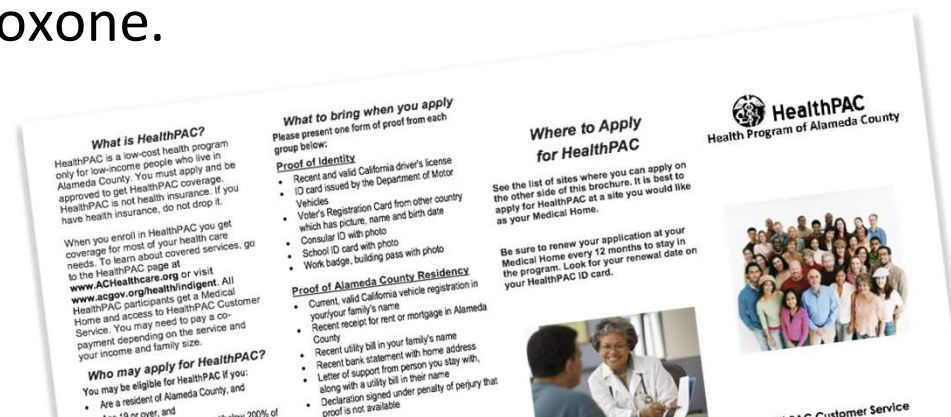 oxone.
What is HealthPAC?
HealthPAC is a low-cost health program
only for low-income people who live in
Alameda County. You must apply and be
approved to get HealthPAC coverage.
HealthPAC is not health insurance. If you
have health insurance, do not drop it.
When you enroll in HealthPAC you get
coverage for most of your health care
needs. To learn about covered services, go
to the HealthPAC page at
www.ACHealthcare.org or visit
www.acgov.org/health/indigent. All
HealthPAC participants get a Medical
Home and access to HealthPAC Customer
Service. You may need to pay a co-
payment depending on the service and
your income and family size.
Who may apply for HealthPAC?
You may be eligible for HealthPAC if you:
• Are a resident of Alameda County, and
19 or over, and
below 200% of
What to bring when you apply
Please present one form of proof from each
group below:
Proof of Identity
• Recent and valid California driver's license
• ID card issued by the Department of Motor
Vehicles
• Voter's Registration Card from other country
which has picture, name and birth date
• Consular ID with photo
• School ID card with photo
• Work badge, building pass with photo
Proof of Alameda County Residency
• Current, valid California vehicle registration in
your/your family's name
• Recent receipt for rent or mortgage in Alameda
County
• Recent utility bill in your family's name
• Recent bank statement with home address
• Letter of support from person you stay with,
along with a utility bill in their name
• Declaration signed under penalty of perjury that
proof is not available
Where to Apply
for HealthPAC
See the list of sites where you can apply on
the other side of this brochure. It is best to
apply for HealthPAC at a site you would like
as your Medical Home.
Be sure to renew your application at your
Medical Home every 12 months to stay in
the program. Look for your renewal date on
your HealthPAC ID card.
HealthPAC
Health Program of Alameda County
PAC Customer Service